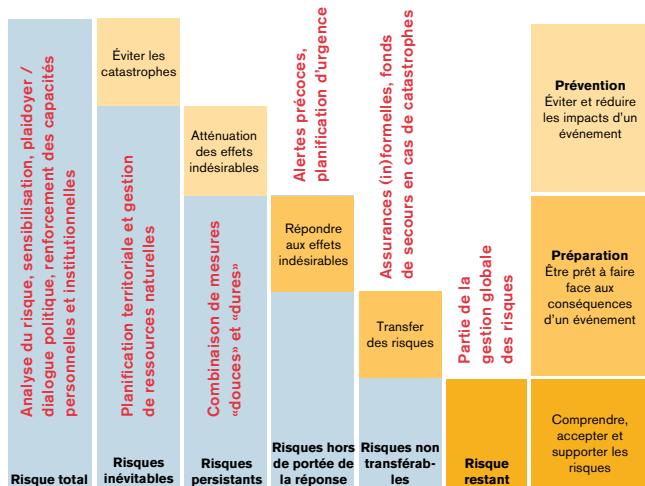 Analyse du risque, sensibilisation, plaidoyer /
dialogue politique, renforcement des capacités
personnelles et institutionnelles
Risque total
Éviter les
catastrophes
Planification territoriale et gestion
de ressources naturelles
Risques
inévitables
Atténuation
des effets
indésirables
Combinaison de mesures
«douces» et «dures»
Risques
persistants
Alertes précoces,
planification d'urgence
Répondre
aux effets
indésirables
Risques hors
de portée de
la réponse
Assurances (in)formelles, fonds
de secours en cas de catastrophes
Transfer
des risques
Risques non
transférab-
les
Partie de la
gestion globale
des risques
Risque
restant
Prévention
Éviter et réduire
les impacts d'un
événement
Préparation
Être prêt à faire
face aux
conséquences
d'un événement
Comprendre,
accepter et
supporter les
risques